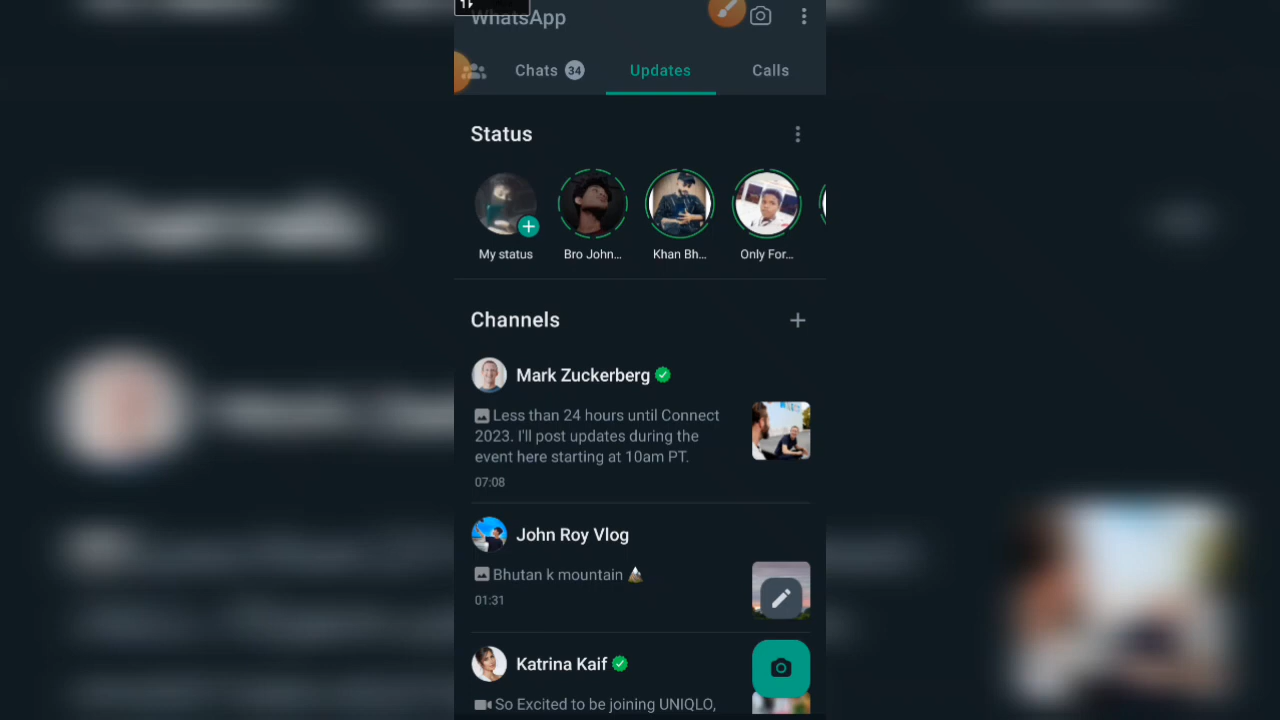 WhatsApp
Chats 34 Updates Calls
Status
My status Bro John... Khan Bh... Only For...
Channels
Mark Zuckerberg
Less than 24 hours until Connect
2023. I'll post updates during the
event here starting at 10am PT.
07:08
John Roy Vlog
Bhutan k mountain
01:31
Katrina Kaif
So Excited to be joining UNIQLO,